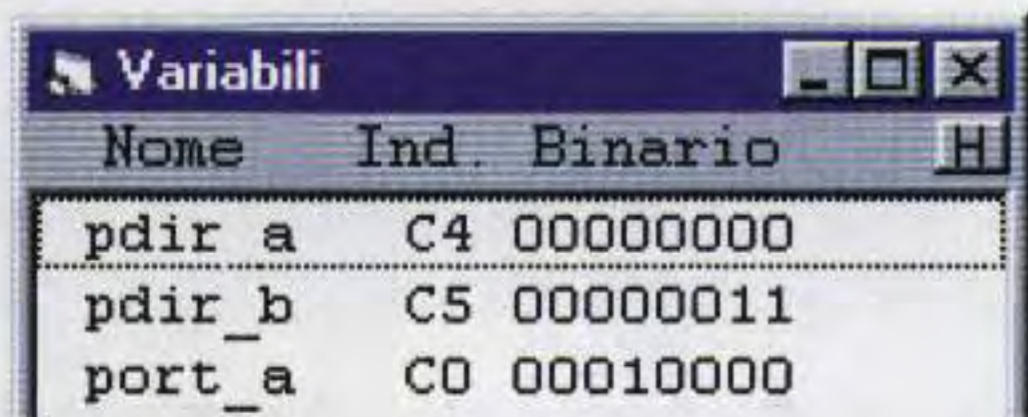 Variabili
Nome Ind. Binario H
pdir_a C4 00000000
pdir_b C5 00000011
port_a C0 00010000